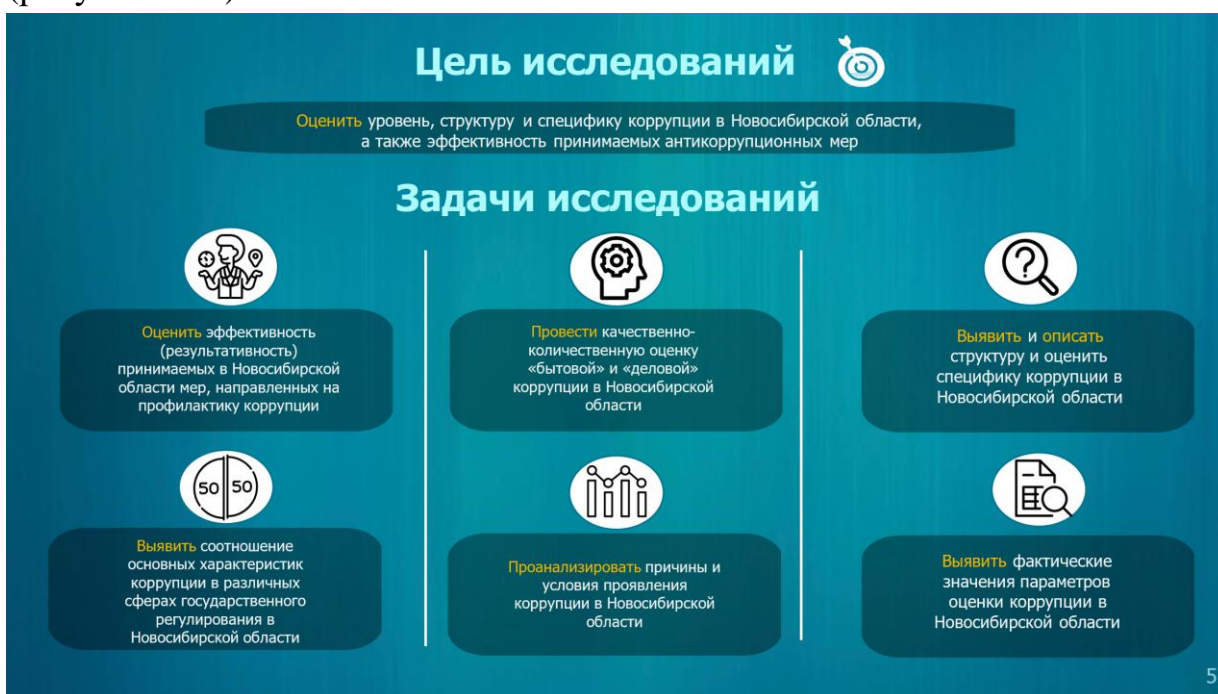 Цель исследований
Оценить уровень, структуру и специфику коррупции в Новосибирской области,
а также эффективность принимаемых антикоррупционных мер
Задачи исследований
Оценить эффективность
(результативность)
принимаемых в Новосибирской
области мер, направленных на
профилактику коррупции
Провести качественно-
количественную оценку
«бытовой» и «деловой»
коррупции в Новосибирской
области
Выявить и описать
структуру и оценить
специфику коррупции в
Новосибирской области
50 50
Выявить соотношение
основных характеристик
коррупции в различных
сферах государственного
регулирования в
Новосибирской области
Проанализировать причины и
условия проявления
коррупции в Новосибирской
области
Выявить фактические
значения параметров
оценки коррупции в
Новосибирской области
5